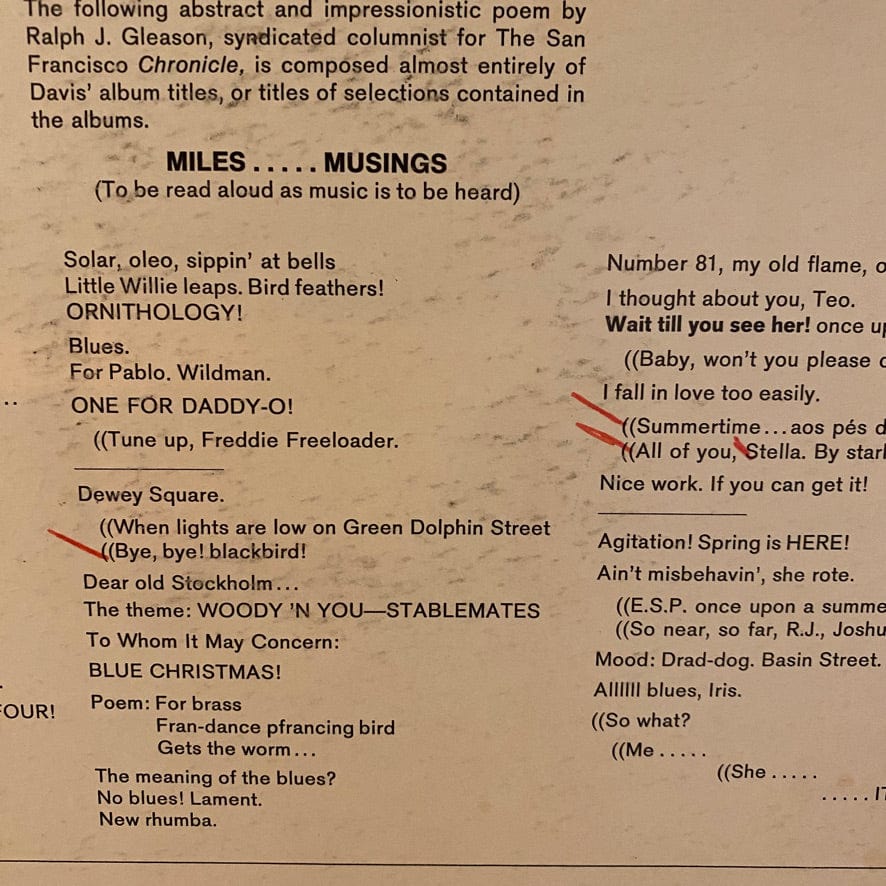 The following abstract and impressionistic poem by
Ralph J. Gleason, syndicated columnist for The San
Francisco Chronicle, is composed almost entirely of
Davis' album titles, or titles of selections contained in
the albums.
MILES ..... MUSINGS
(To be read aloud as music is to be heard)
..
FOUR!
Solar, oleo, sippin' at bells
Little Willie leaps. Bird feathers!
ORNITHOLOGY!
Blues.
For Pablo. Wildman.
ONE FOR DADDY-O!
((Tune up, Freddie Freeloader.
Dewey Square.
((When lights are low on Green Dolphin Street
((Bye, bye! blackbird!
Dear old Stockholm...
The theme: WOODY 'N YOU—STABLEMATES
To Whom It May Concern:
BLUE CHRISTMAS!
Poem: For brass
Fran-dance pfrancing bird
Gets the worm...
The meaning of the blues?
No blues! Lament.
New rhumba.
Number 81, my old flame,
I thought about you, Teo.
Wait till you see her! once
((Baby, won't you please
I fall in love too easily.
((Summertime...aos pés
((All of you, Stella. By
Nice work. If you can get it!
Agitation! Spring is HERE!
Ain't misbehavin', she rote.
((E.S.P. once upon a
((So near, so far, R.J.,
Mood: Drad-dog. Basin Street.
Allllll blues, Iris.
((So what?
((Me .....
((She .....
.....